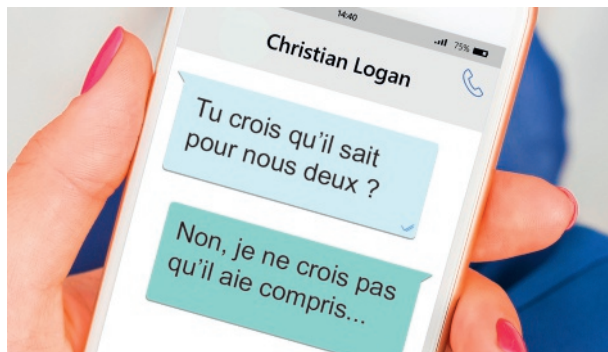 14:40
75%
Christian Logan
Tu crois qu'il sait
pour nous deux ?
Non, je ne crois pas
qu'il aie compris...